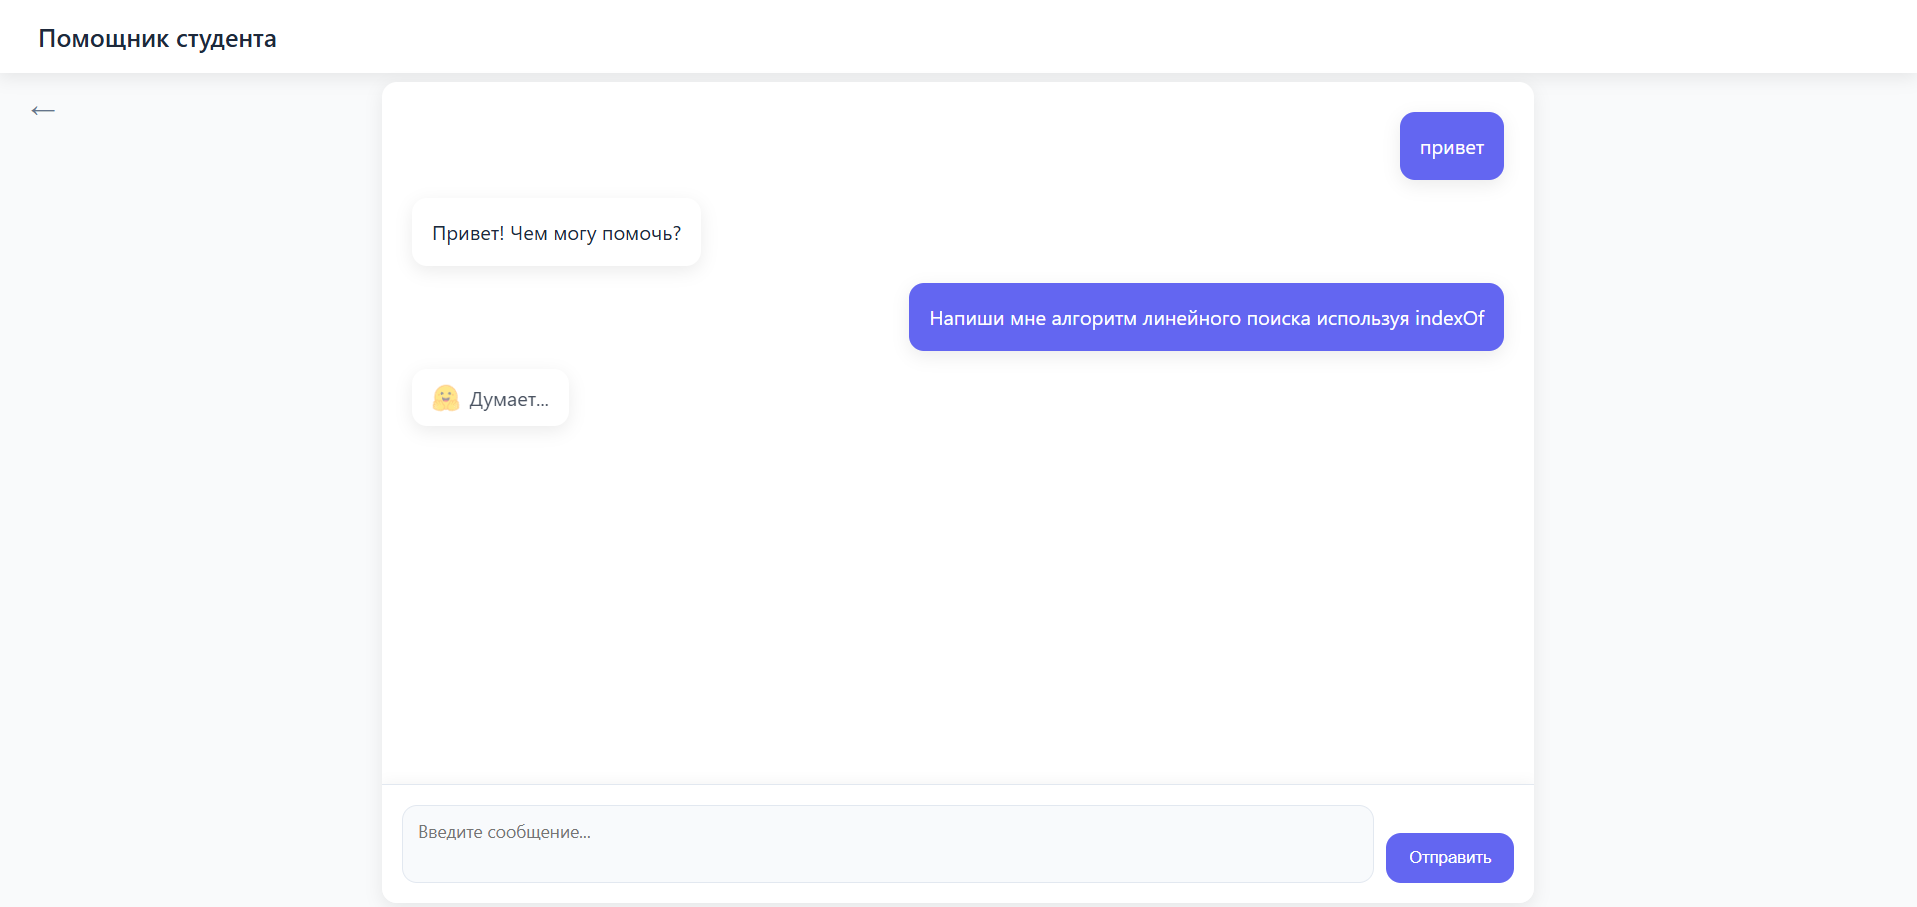 Помощник студента
←
привет
Привет! Чем могу помочь?
Напиши мне алгоритм линейного поиска используя indexOf
Думает...
Введите сообщение...
Отправить